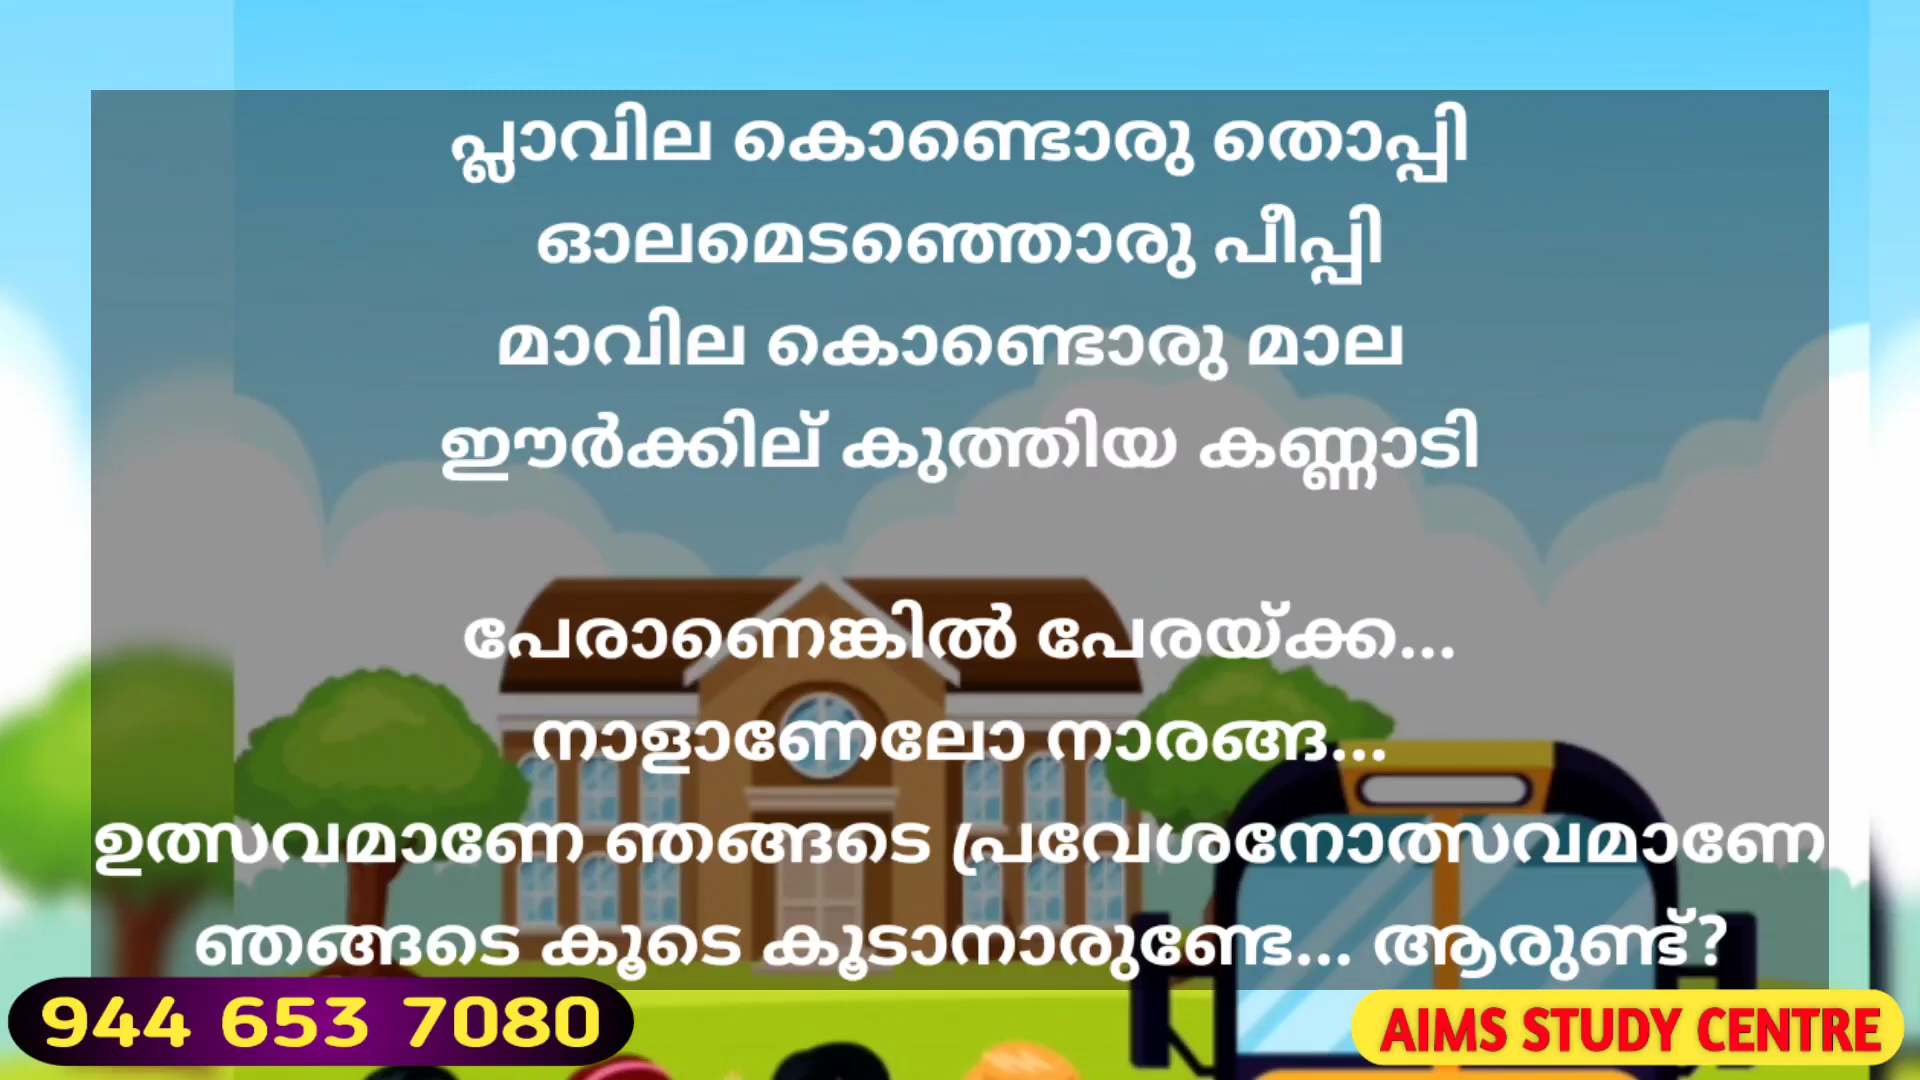 പ്ലാവില കൊണ്ടൊരു തൊപ്പി
ഓലമെടഞ്ഞൊരു പീപ്പി
മാവില കൊണ്ടൊരു മാല
ഈർക്കില് കുത്തിയ കണ്ണാടി
പേരാണെങ്കിൽ പേരയ്ക്ക...
നാളാണേലോ നാരങ്ങ...
ഉത്സവമാണേ ഞങ്ങടെ പ്രവേശനോത്സവമാണേ
ഞങ്ങടെ കൂടെ കൂടാനാരുണ്ടേ... ആരുണ്ട്?
944 653 7080
AIMS STUDY CENTRE